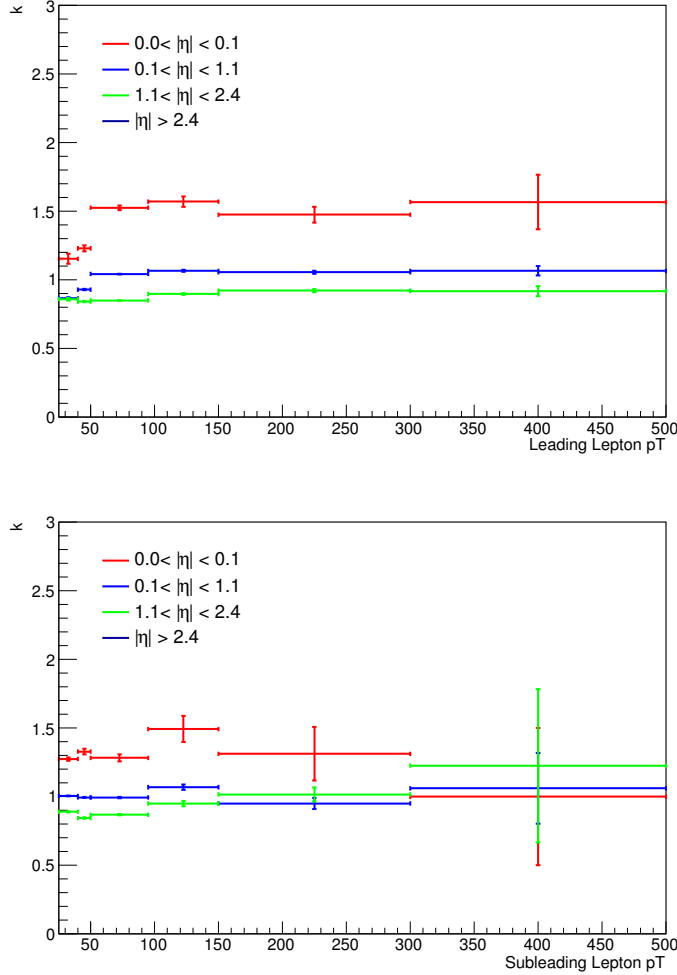 k
3
2.5
2
1.5
1
0.5
0
0.0< |η| < 0.1
0.1< |η| < 1.1
1.1< |η| < 2.4
|η| > 2.4
50 100 150 200 250 300 350 400 450 500
Leading Lepton pT
k
3
2.5
2
1.5
1
0.5
0
0.0< |η| < 0.1
0.1< |η| < 1.1
1.1< |η| < 2.4
|η| > 2.4
50 100 150 200 250 300 350 400 450 500
Subleading Lepton pT